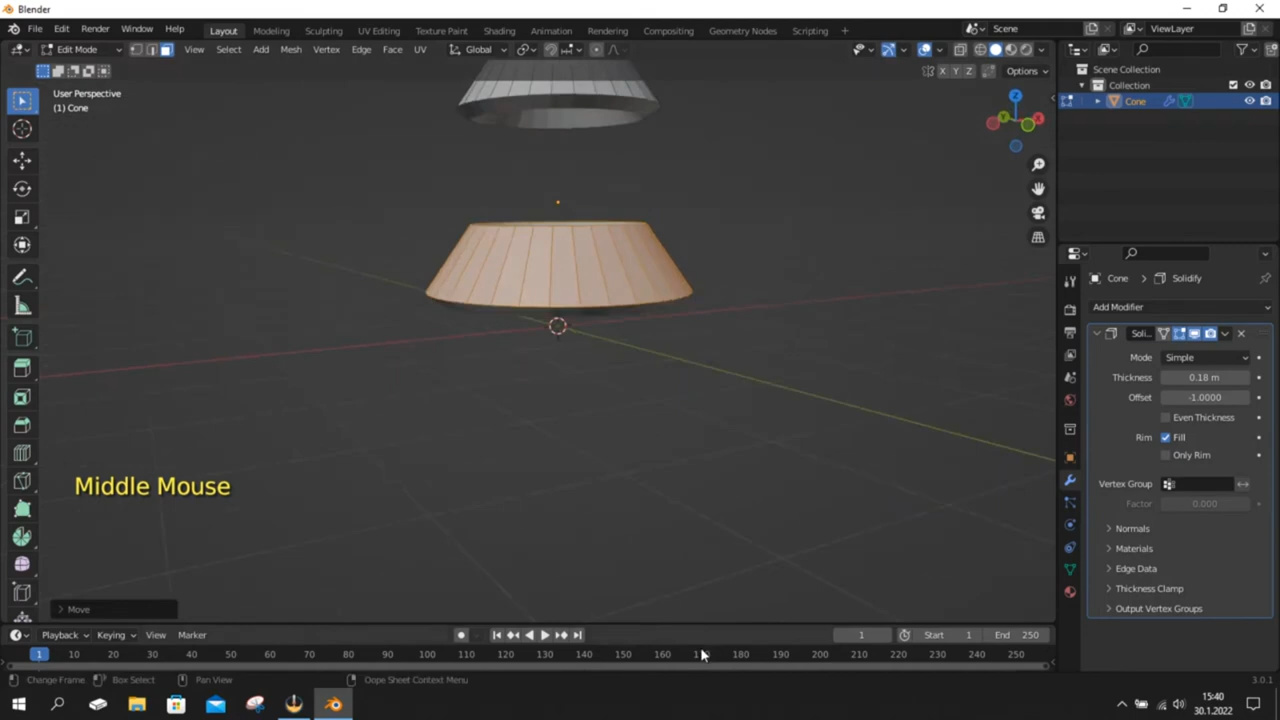 Blender
File Edit Render Window Help
Layout Modeling Sculpting UV Editing Texture Paint Shading Animation Rendering Compositing Geometry Nodes Scripting +
Scene
ViewLayer
Edit Mode
View Select Add Mesh Vertex Edge Face UV
Global
X Y Z
Options
User Perspective
(1) Cone
Z
X
Y
Scene Collection
Collection
Cone
Cone > Solidify
Add Modifier
Soli...
Mode Simple
Thickness 0.18 m
Offset -1.0000
Even Thickness
Rim Fill
Only Rim
Vertex Group
Factor 0.000
Normals
Materials
Edge Data
Thickness Clamp
Output Vertex Groups
Middle Mouse
> Move
Playback Keying View Marker
1
Start 1 End 250
1 10 20 30 40 50 60 70 80 90 100 110 120 130 140 150 160 170 180 190 200 210 220 230 240 250
Change Frame Box Select Pan View Dope Sheet Context Menu
3.0.1
15:40
30.1.2022